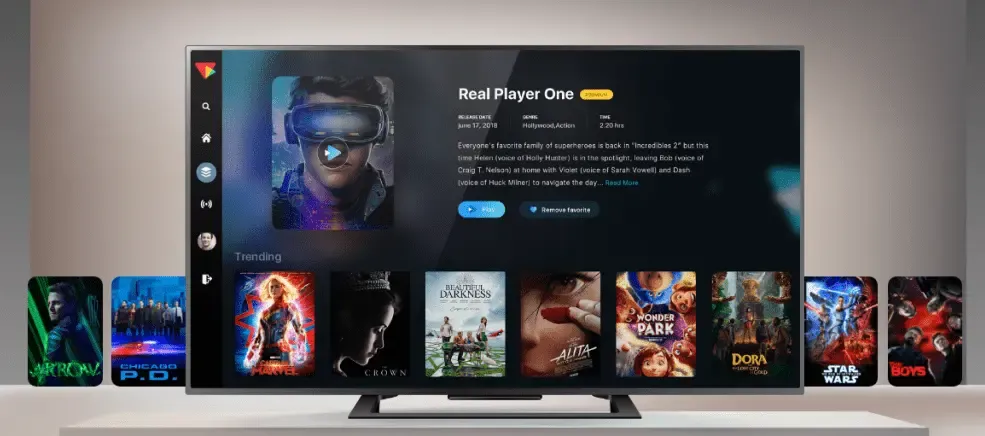 Real Player One PREMIUM
RELEASE DATE GENRE TIME
june 17, 2018 Hollywood,Action 2.20 hrs
Everyone's favorite family of superheroes is back in "Incredibles 2" but this
time Helen (voice of Holly Hunter) is in the spotlight, leaving Bob (voice of
Craig T. Nelson) at home with Violet (voice of Sarah Vowell) and Dash
(voice of Huck Milner) to navigate the day... Read More
Play Remove favorite
Trending
ARROW
CHICAGO
P.D.
MARVEL
THE
CROWN
BEAUTIFUL
DARKNESS
ALITA
WONDER
PARK
DORA
STAR
WARS
THE
BOYS